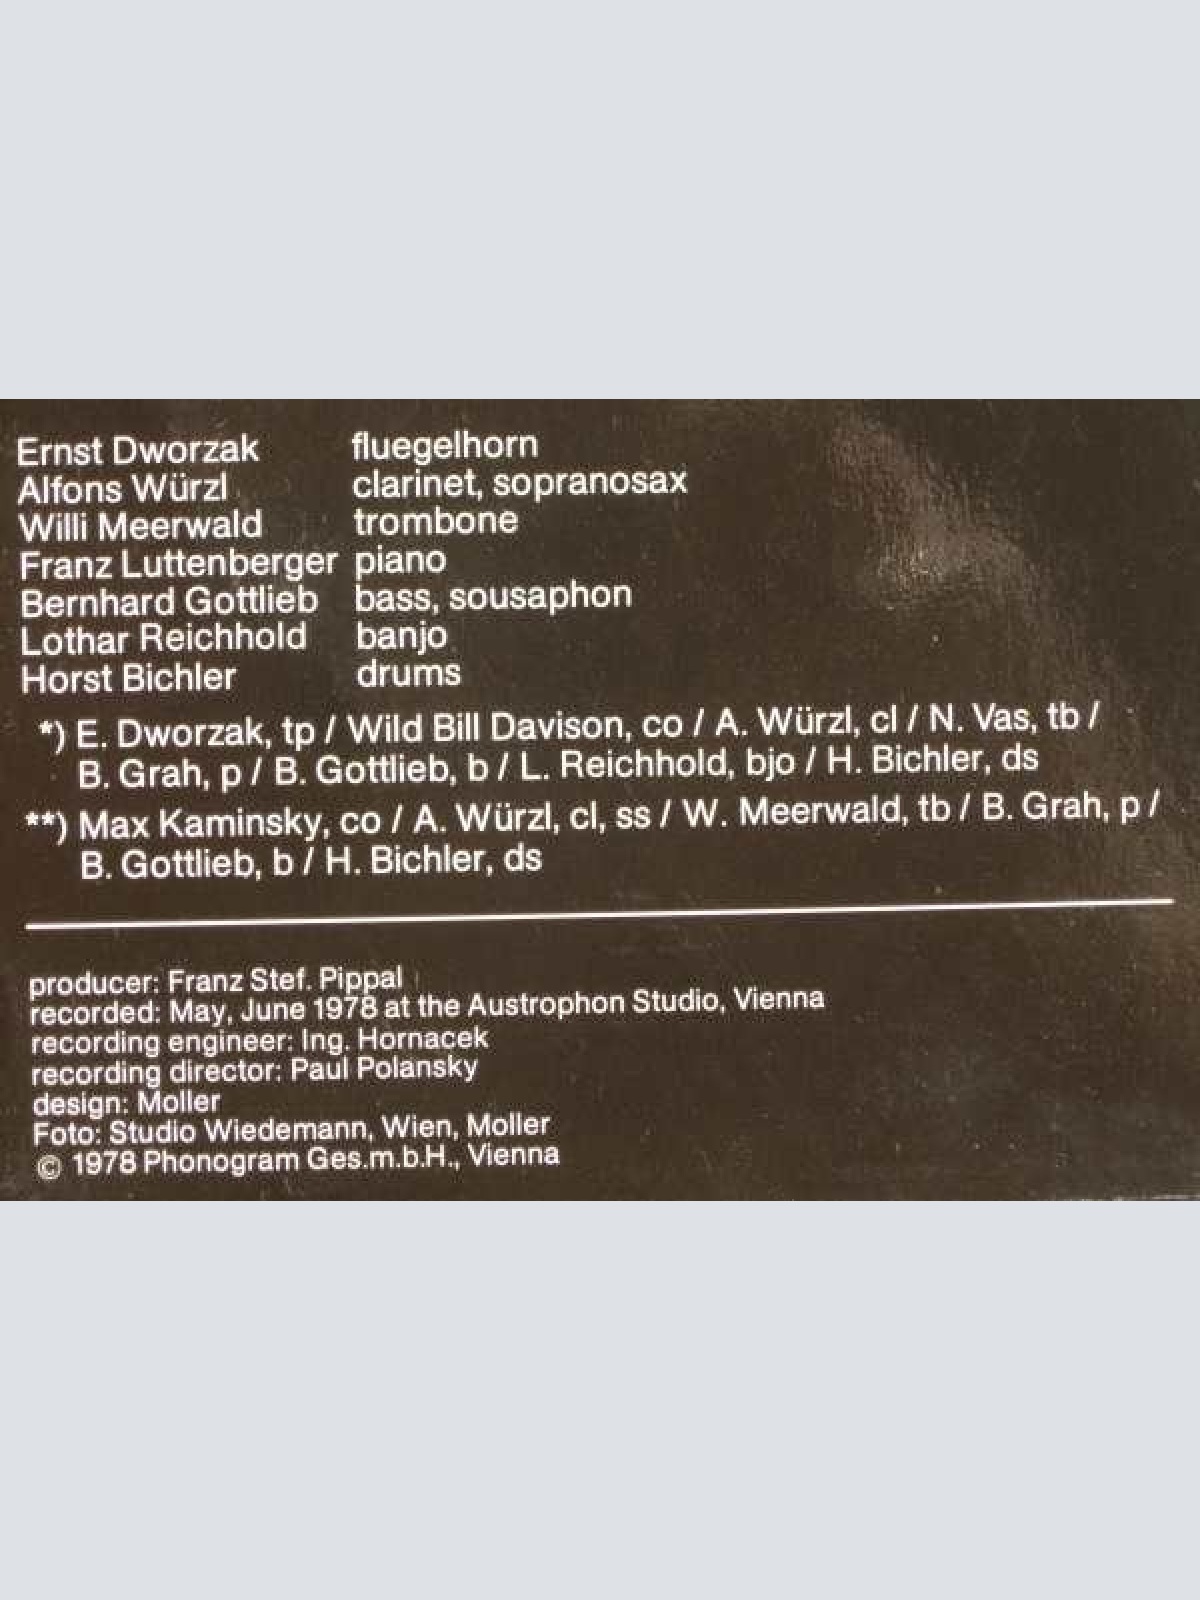 Ernst Dworzak fluegelhorn
Alfons Würzl clarinet, sopranosax
Willi Meerwald trombone
Franz Luttenberger piano
Bernhard Gottlieb bass, sousaphon
Lothar Reichhold banjo
Horst Bichler drums
*) E. Dworzak, tp / Wild Bill Davison, co / A. Würzl, cl / N. Vas, tb /
B. Grah, p / B. Gottlieb, b / L. Reichhold, bjo / H. Bichler, ds
**) Max Kaminsky, co / A. Würzl, cl, ss / W. Meerwald, tb / B. Grah, p /
B. Gottlieb, b / H. Bichler, ds
producer: Franz Stef. Pippal
recorded: May, June 1978 at the Austrophon Studio, Vienna
recording engineer: Ing. Hornacek
recording director: Paul Polansky
design: Moller
Foto: Studio Wiedemann, Wien, Moller
© 1978 Phonogram Ges.m.b.H., Vienna